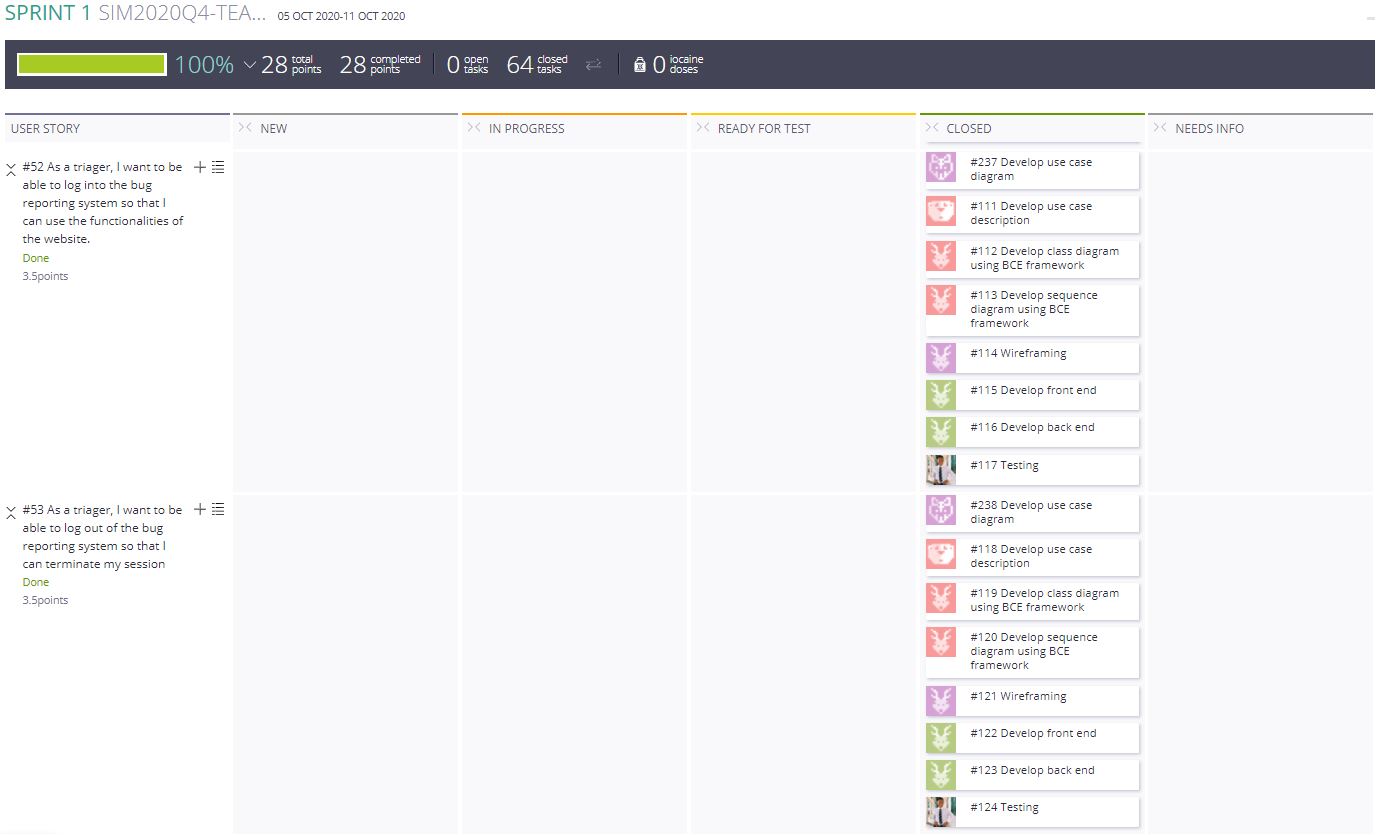 SPRINT 1 SIM2020Q4-TEA... 05 OCT 2020-11 OCT 2020
100% 28 total points 28 completed points 0 open tasks 64 closed tasks 0 iocaine doses
USER STORY NEW IN PROGRESS READY FOR TEST CLOSED NEEDS INFO
#52 As a triager, I want to be
able to log into the bug
reporting system so that I
can use the functionalities of
the website.
Done
3.5points
#237 Develop use case
diagram
#111 Develop use case
description
#112 Develop class diagram
using BCE framework
#113 Develop sequence
diagram using BCE
framework
#114 Wireframing
#115 Develop front end
#116 Develop back end
#117 Testing
#53 As a triager, I want to be
able to log out of the bug
reporting system so that I
can terminate my session
Done
3.5points
#238 Develop use case
diagram
#118 Develop use case
description
#119 Develop class diagram
using BCE framework
#120 Develop sequence
diagram using BCE
framework
#121 Wireframing
#122 Develop front end
#123 Develop back end
#124 Testing